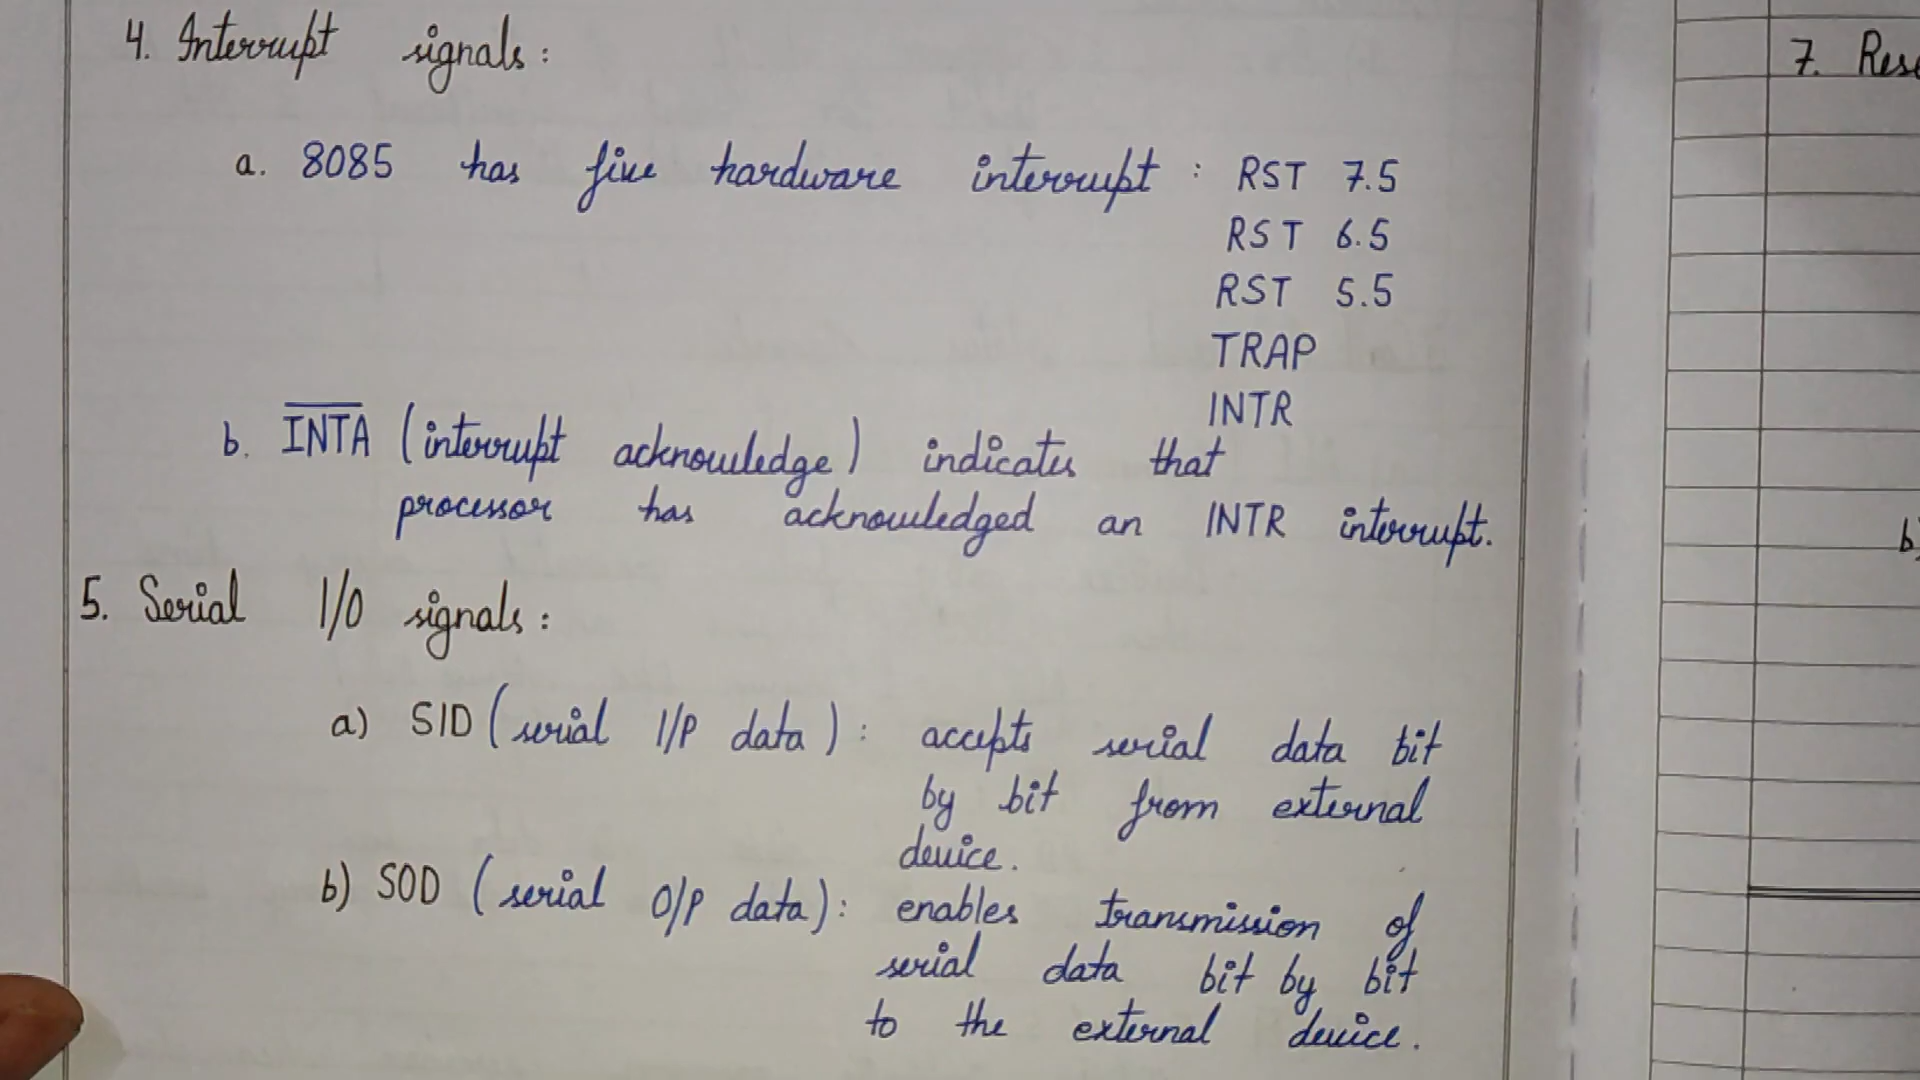 4. Interrupt signals:
a. 8085 has five hardware interrupt : RST 7.5
RST 6.5
RST 5.5
TRAP
INTR
b. I̅N̅T̅A̅ (interrupt acknowledge) indicates that
processor has acknowledged an INTR interrupt.
5. Serial I/O signals:
a) SID (serial I/P data) : accepts serial data bit
by bit from external
device.
b) SOD (serial O/P data) : enables transmission of
serial data bit by bit
to the external device.
7.
b)